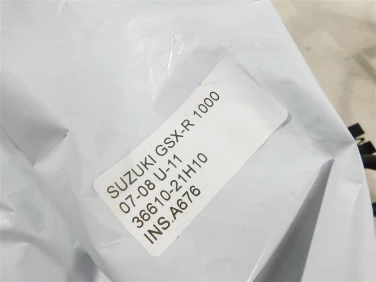 SUZUKI GSX-R 1000
07-08 U-11
36610-21H10
INS.A676